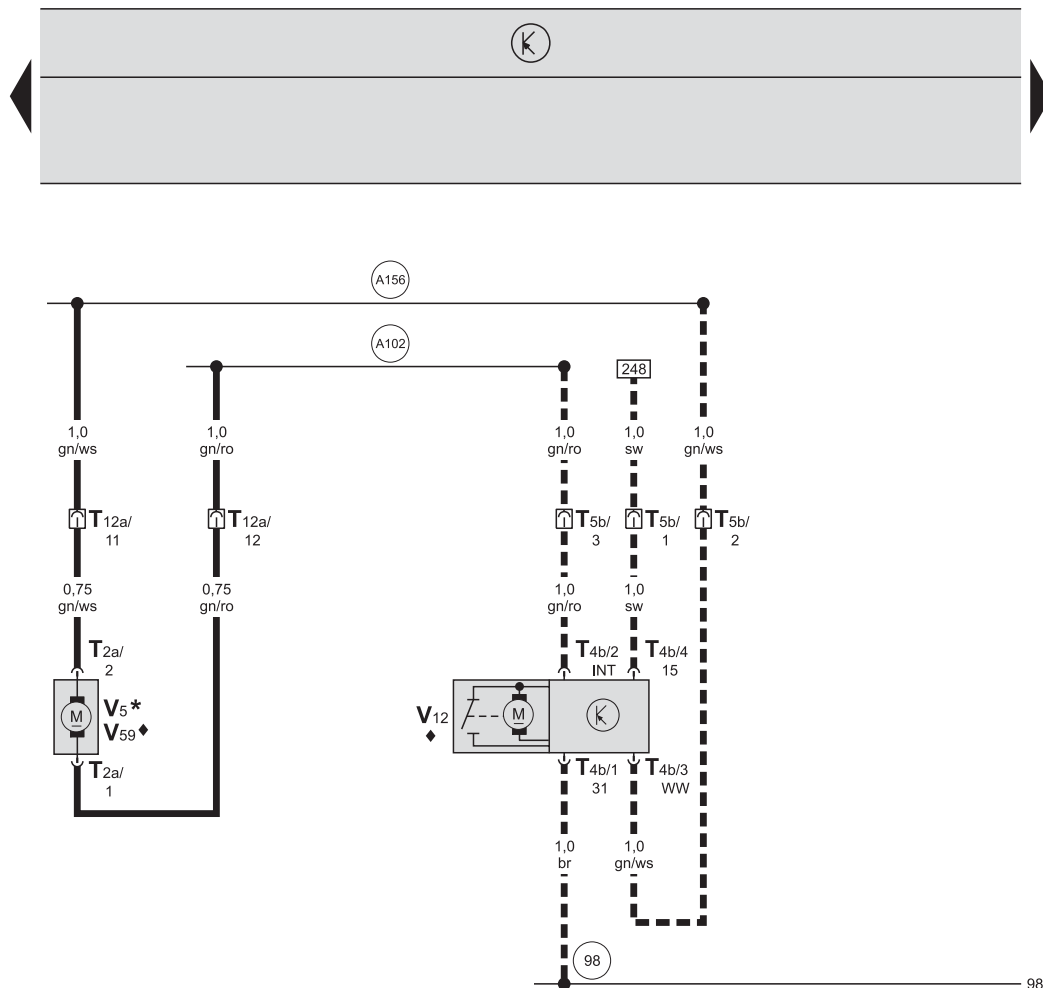 A156
A102
248
1,0 1,0 1,0 1,0 1,0
gn/ws gn/ro gn/ro sw gn/ws
T12a/ T12a/ T5b/ T5b/ T5b/
11 12 3 1 2
0,75 0,75 1,0 1,0
gn/ws gn/ro gn/ro sw
T2a/ T4b/2 T4b/4
2 INT 15
V5* M V12 M
V59♦ ♦
T2a/ T4b/1 T4b/3
1 31 WW
1,0 1,0
br gn/ws
98
98